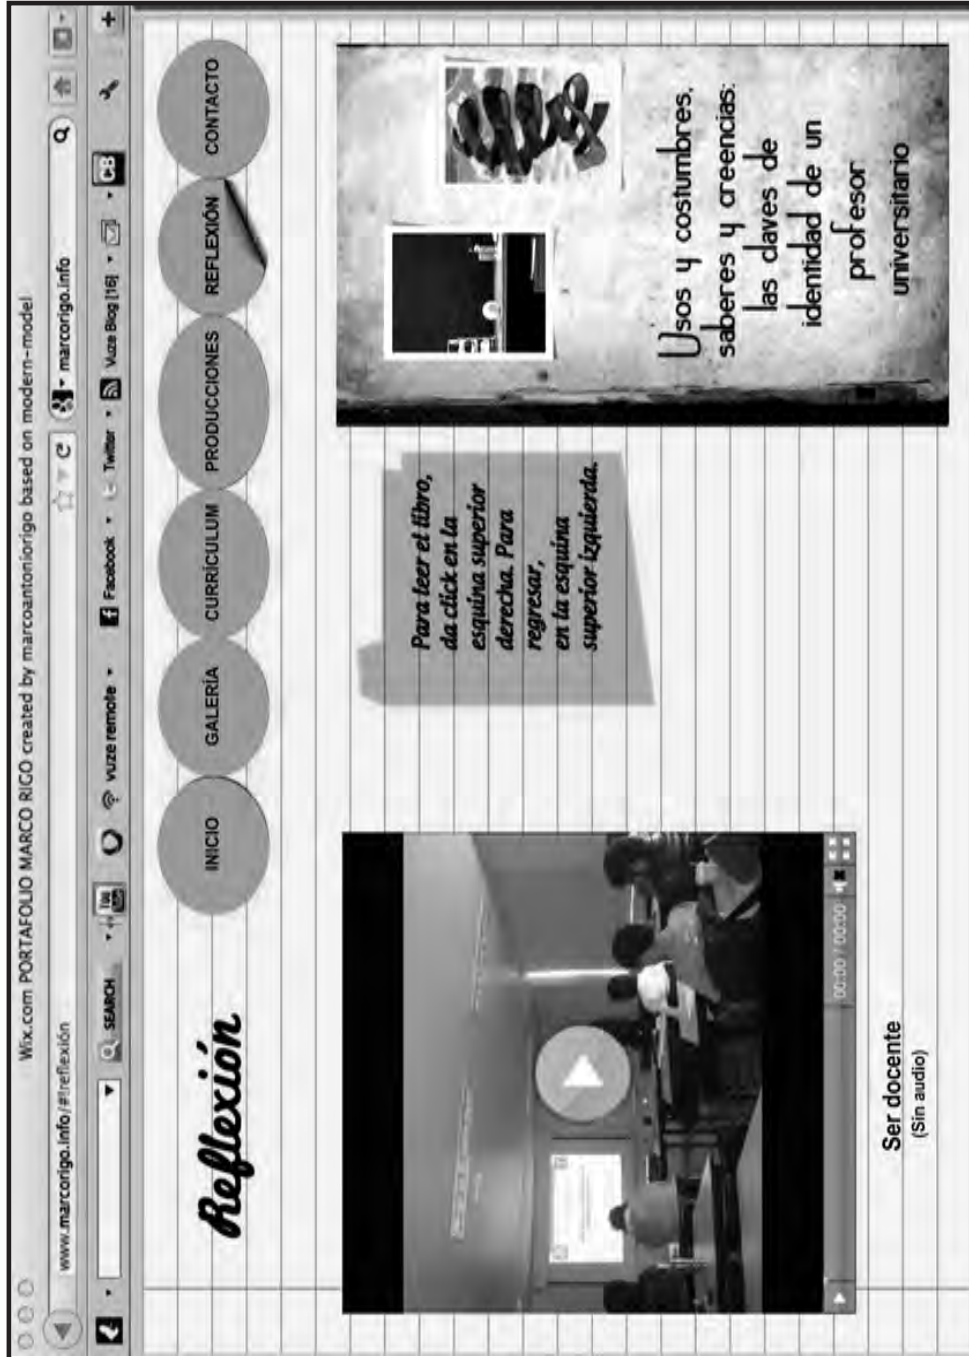 Wix.com PORTAFOLIO MARCO RIGO created by marcoantoniorigo based on modern-model
www.marcorigo.info/#!reflexión
marcorigo.info
SEARCH
You
vuze remote
Facebook
Twitter
Vuze Blog [16]
CB
Reflexión
INICIO
GALERÍA
CURRÍCULUM
PRODUCCIONES
REFLEXIÓN
CONTACTO
00:00 / 00:00
Ser docente
(Sin audio)
Para leer el libro,
da click en la
esquina superior
derecha. Para
regresar,
en la esquina
superior izquierda.
Usos y costumbres,
saberes y creencias:
las claves de
identidad de un
profesor
universitario